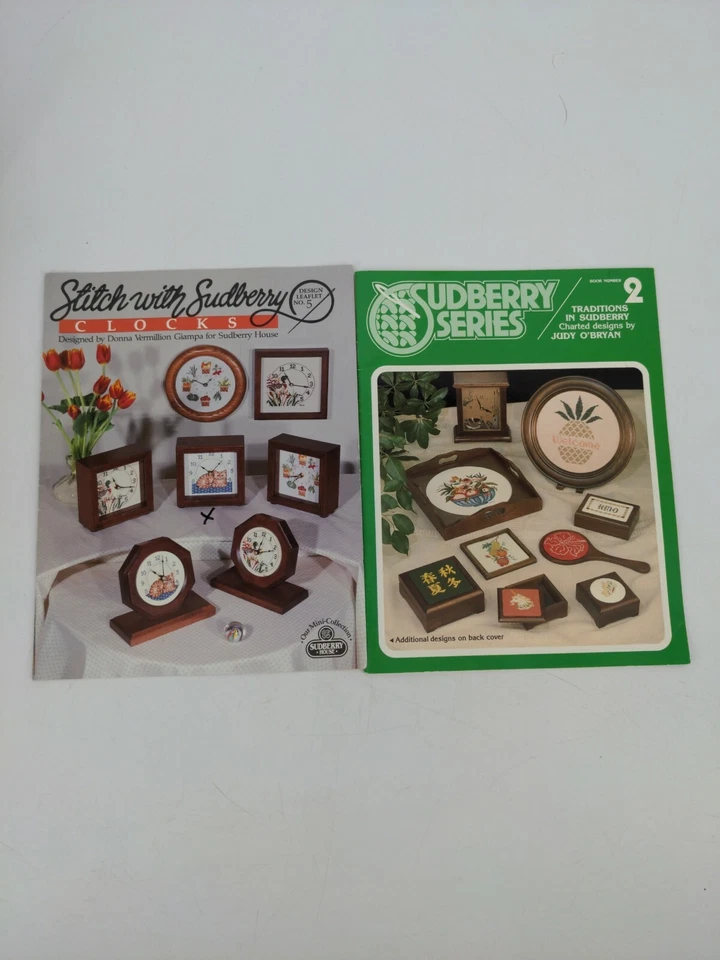 Stitch with Sudberry
DESIGN
LEAFLET
NO. 5
CLOCKS
Designed by Donna Vermillion Giampa for Sudberry House
Our Mini-Collection
SUDBERRY
HOUSE
SUDBERRY
SERIES
BOOK NUMBER
2
TRADITIONS
IN SUDBERRY
Charted designs by
JUDY O'BRYAN
Welcome
春秋
夏冬
Additional designs on back cover